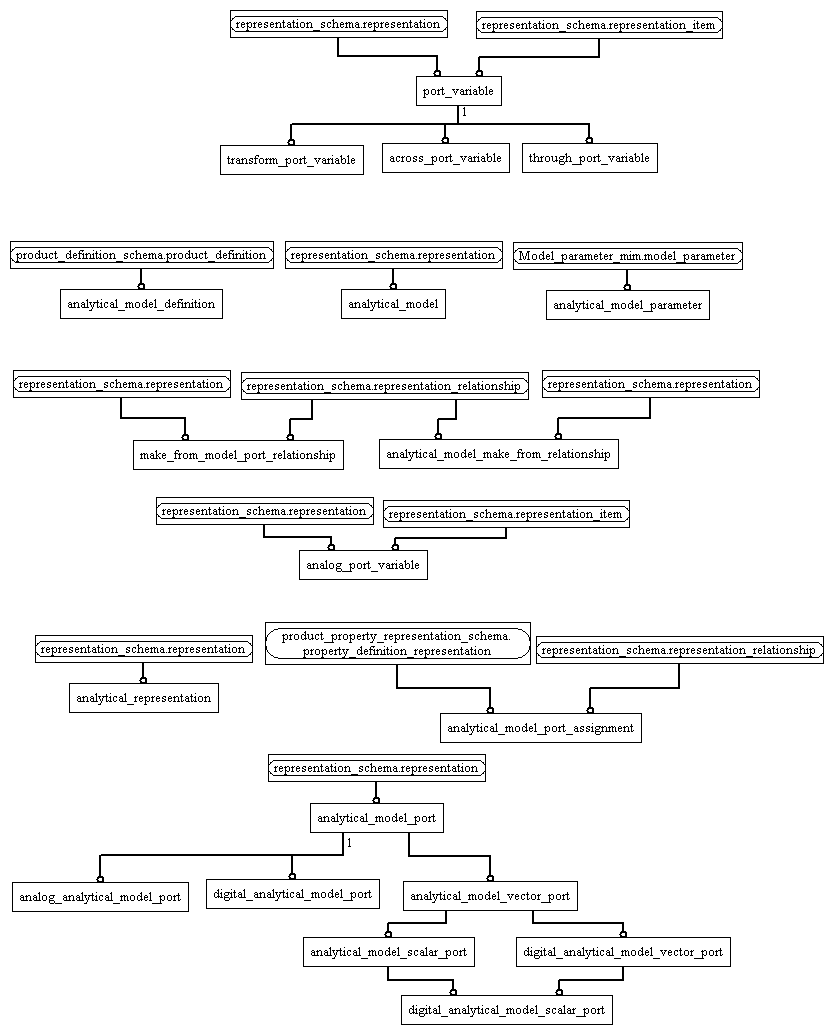 representation_schema.representation
representation_schema.representation_item
port_variable
1
transform_port_variable
across_port_variable
through_port_variable
product_definition_schema.product_definition
representation_schema.representation
Model_parameter_mim.model_parameter
analytical_model_definition
analytical_model
analytical_model_parameter
representation_schema.representation
representation_schema.representation_relationship
representation_schema.representation
make_from_model_port_relationship
analytical_model_make_from_relationship
representation_schema.representation
representation_schema.representation_item
analog_port_variable
representation_schema.representation
product_property_representation_schema.
property_definition_representation
representation_schema.representation_relationship
analytical_representation
analytical_model_port_assignment
representation_schema.representation
analytical_model_port
1
analog_analytical_model_port
digital_analytical_model_port
analytical_model_vector_port
analytical_model_scalar_port
digital_analytical_model_vector_port
digital_analytical_model_scalar_port